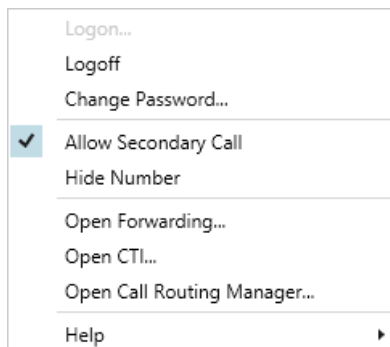 Logon...
Logoff
Change Password...
Allow Secondary Call
Hide Number
Open Forwarding...
Open CTI...
Open Call Routing Manager...
Help